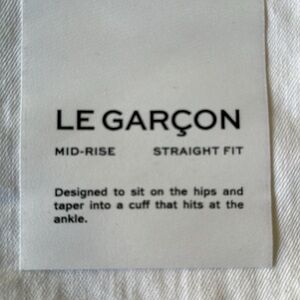 LE GARÇON
MID-RISE STRAIGHT FIT
Designed to sit on the hips and
taper into a cuff that hits at the
ankle.